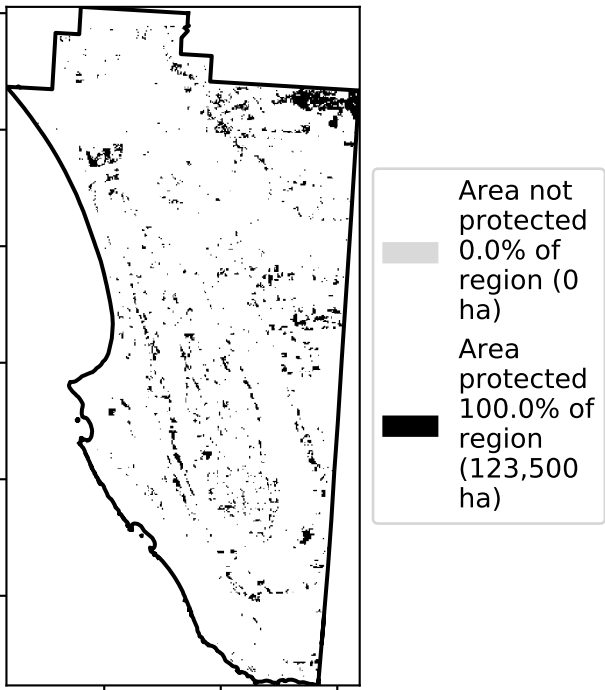 Area not
protected
0.0% of
region (0
ha)
Area
protected
100.0% of
region
(123,500
ha)